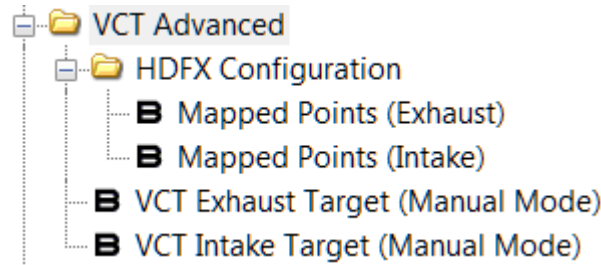 VCT Advanced
HDFX Configuration
B Mapped Points (Exhaust)
B Mapped Points (Intake)
B VCT Exhaust Target (Manual Mode)
B VCT Intake Target (Manual Mode)